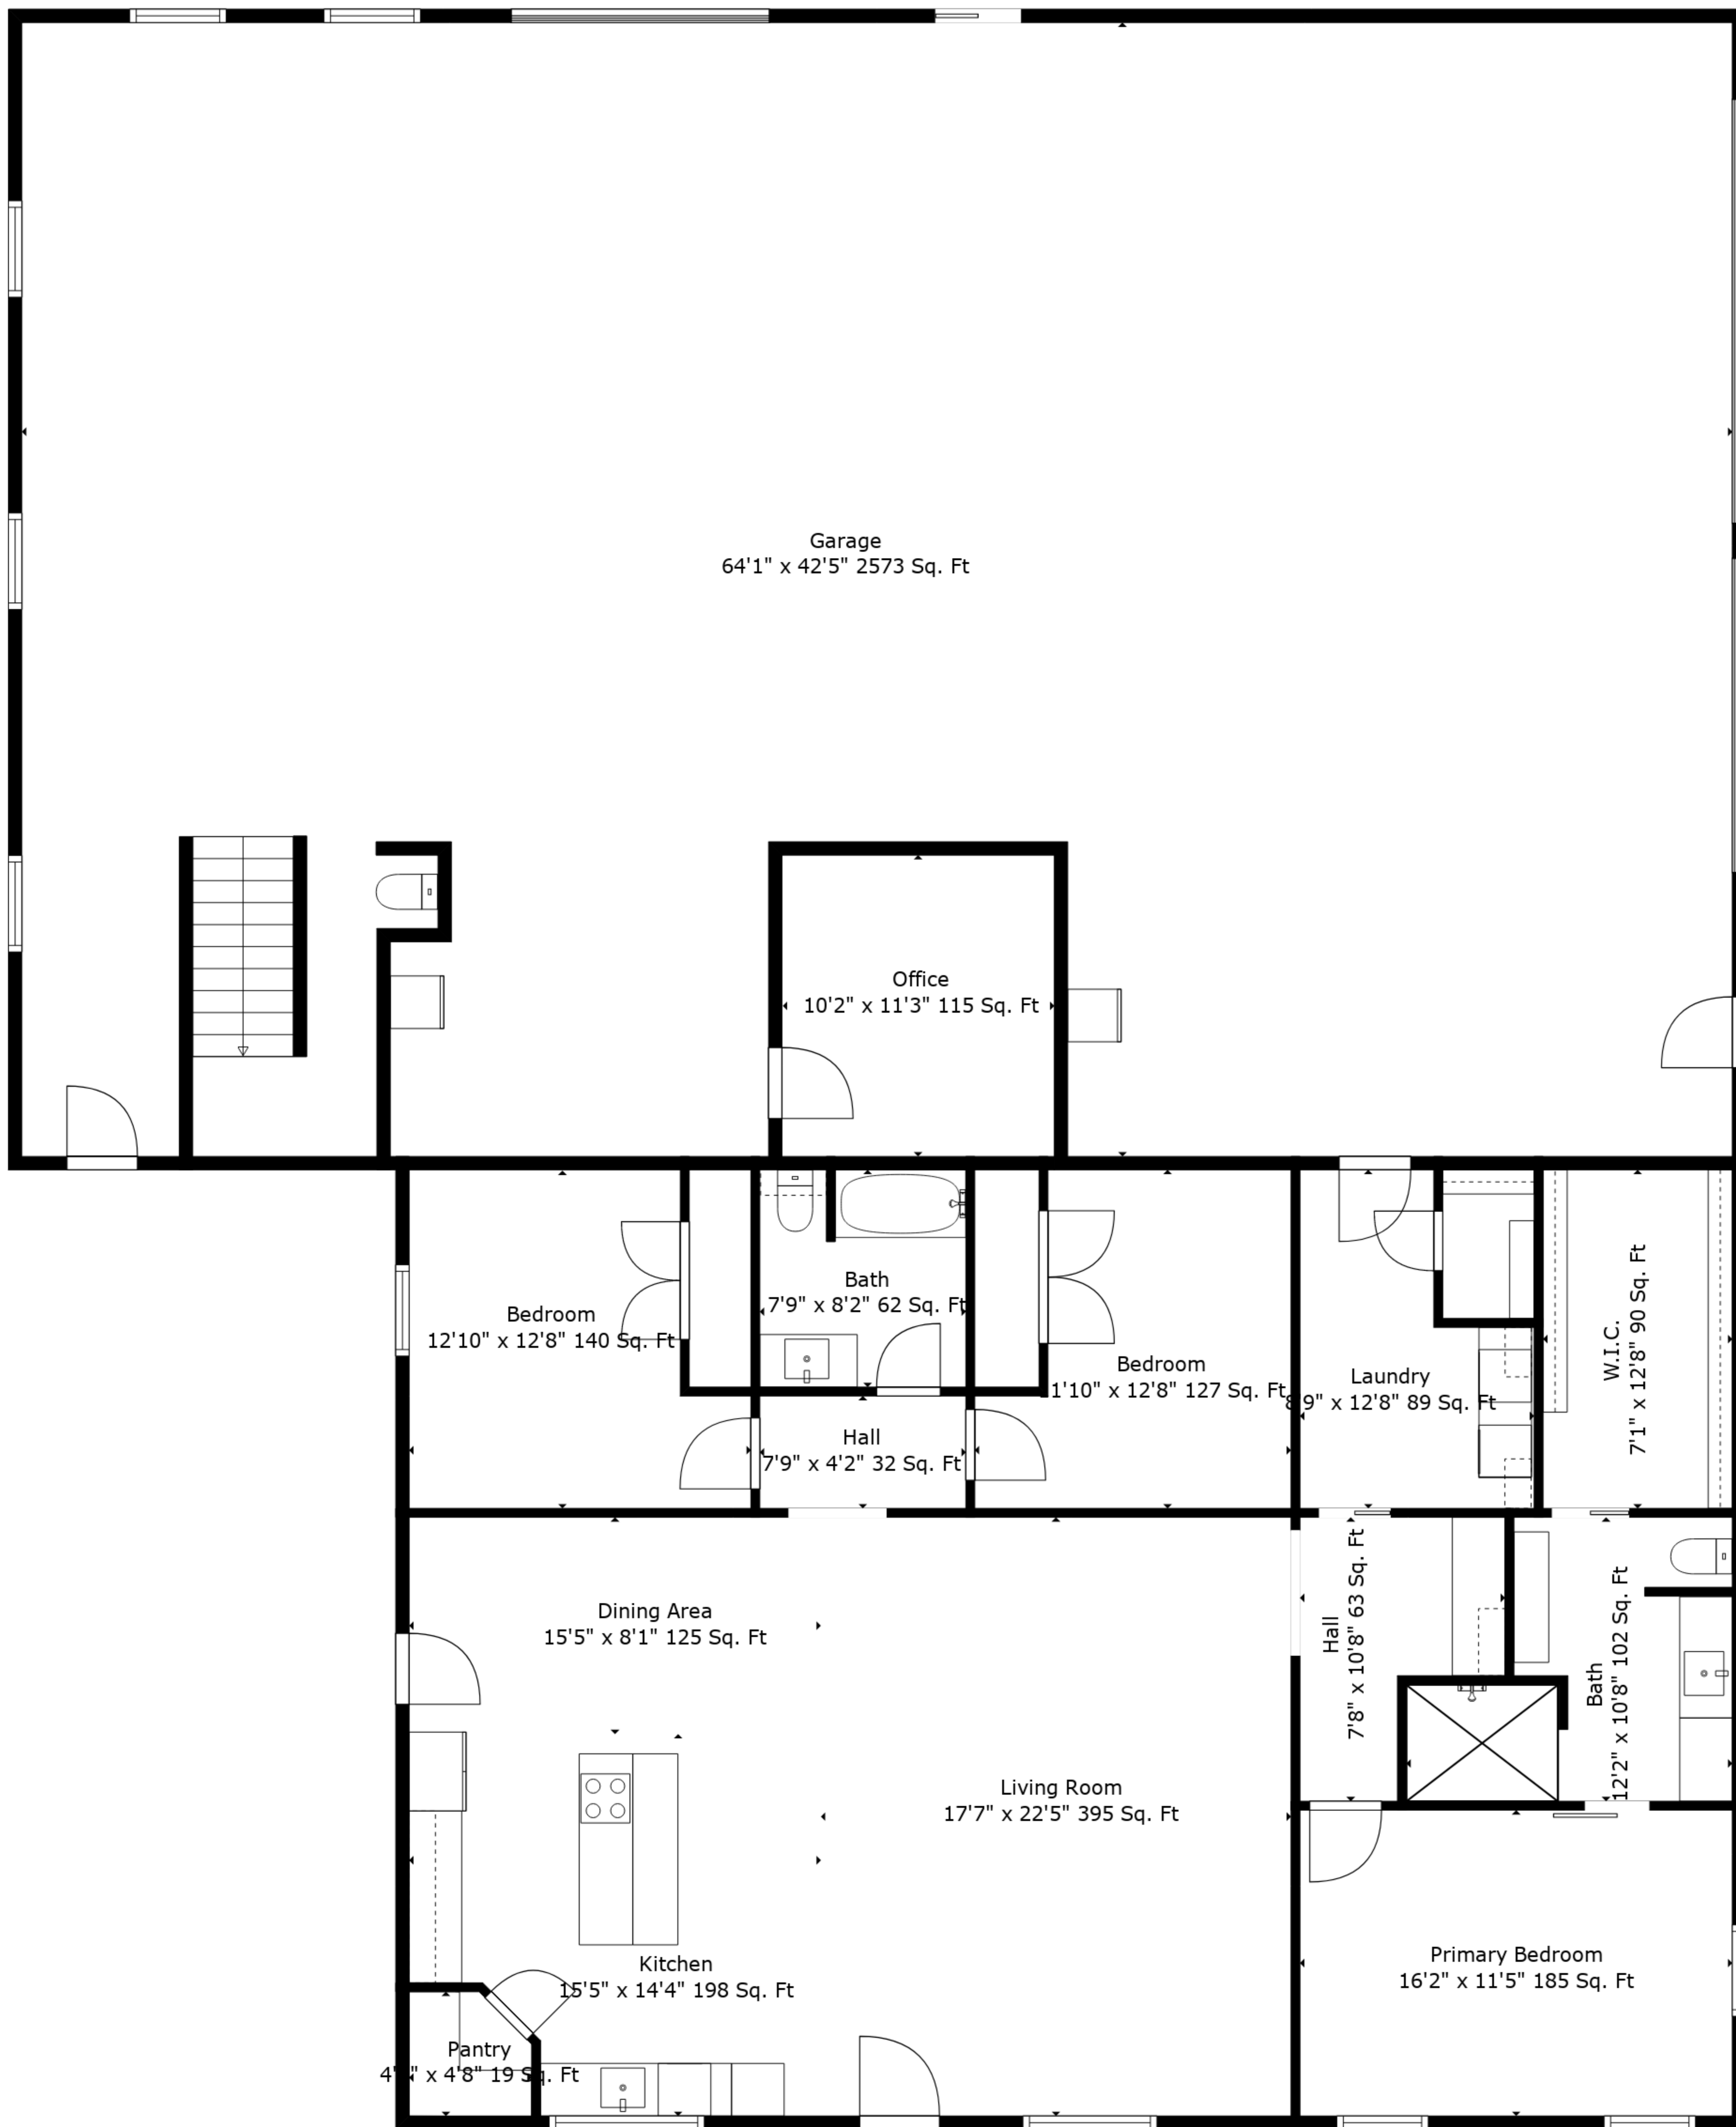 Garage
64'1" x 42'5" 2573 Sq. Ft
Office
10'2" x 11'3" 115 Sq. Ft
Bedroom
12'10" x 12'8" 140 Sq. Ft
Bath
7'9" x 8'2" 62 Sq. Ft
Hall
7'9" x 4'2" 32 Sq. Ft
Bedroom
1'10" x 12'8" 127 Sq. Ft
Laundry
8'9" x 12'8" 89 Sq. Ft
W.I.C.
7'1" x 12'8" 90 Sq. Ft
Dining Area
15'5" x 8'1" 125 Sq. Ft
Hall
7'8" x 10'8" 63 Sq. Ft
Bath
12'2" x 10'8" 102 Sq. Ft
Living Room
17'7" x 22'5" 395 Sq. Ft
Kitchen
15'5" x 14'4" 198 Sq. Ft
Primary Bedroom
16'2" x 11'5" 185 Sq. Ft
Pantry
x 4'8" 19 Sq. Ft